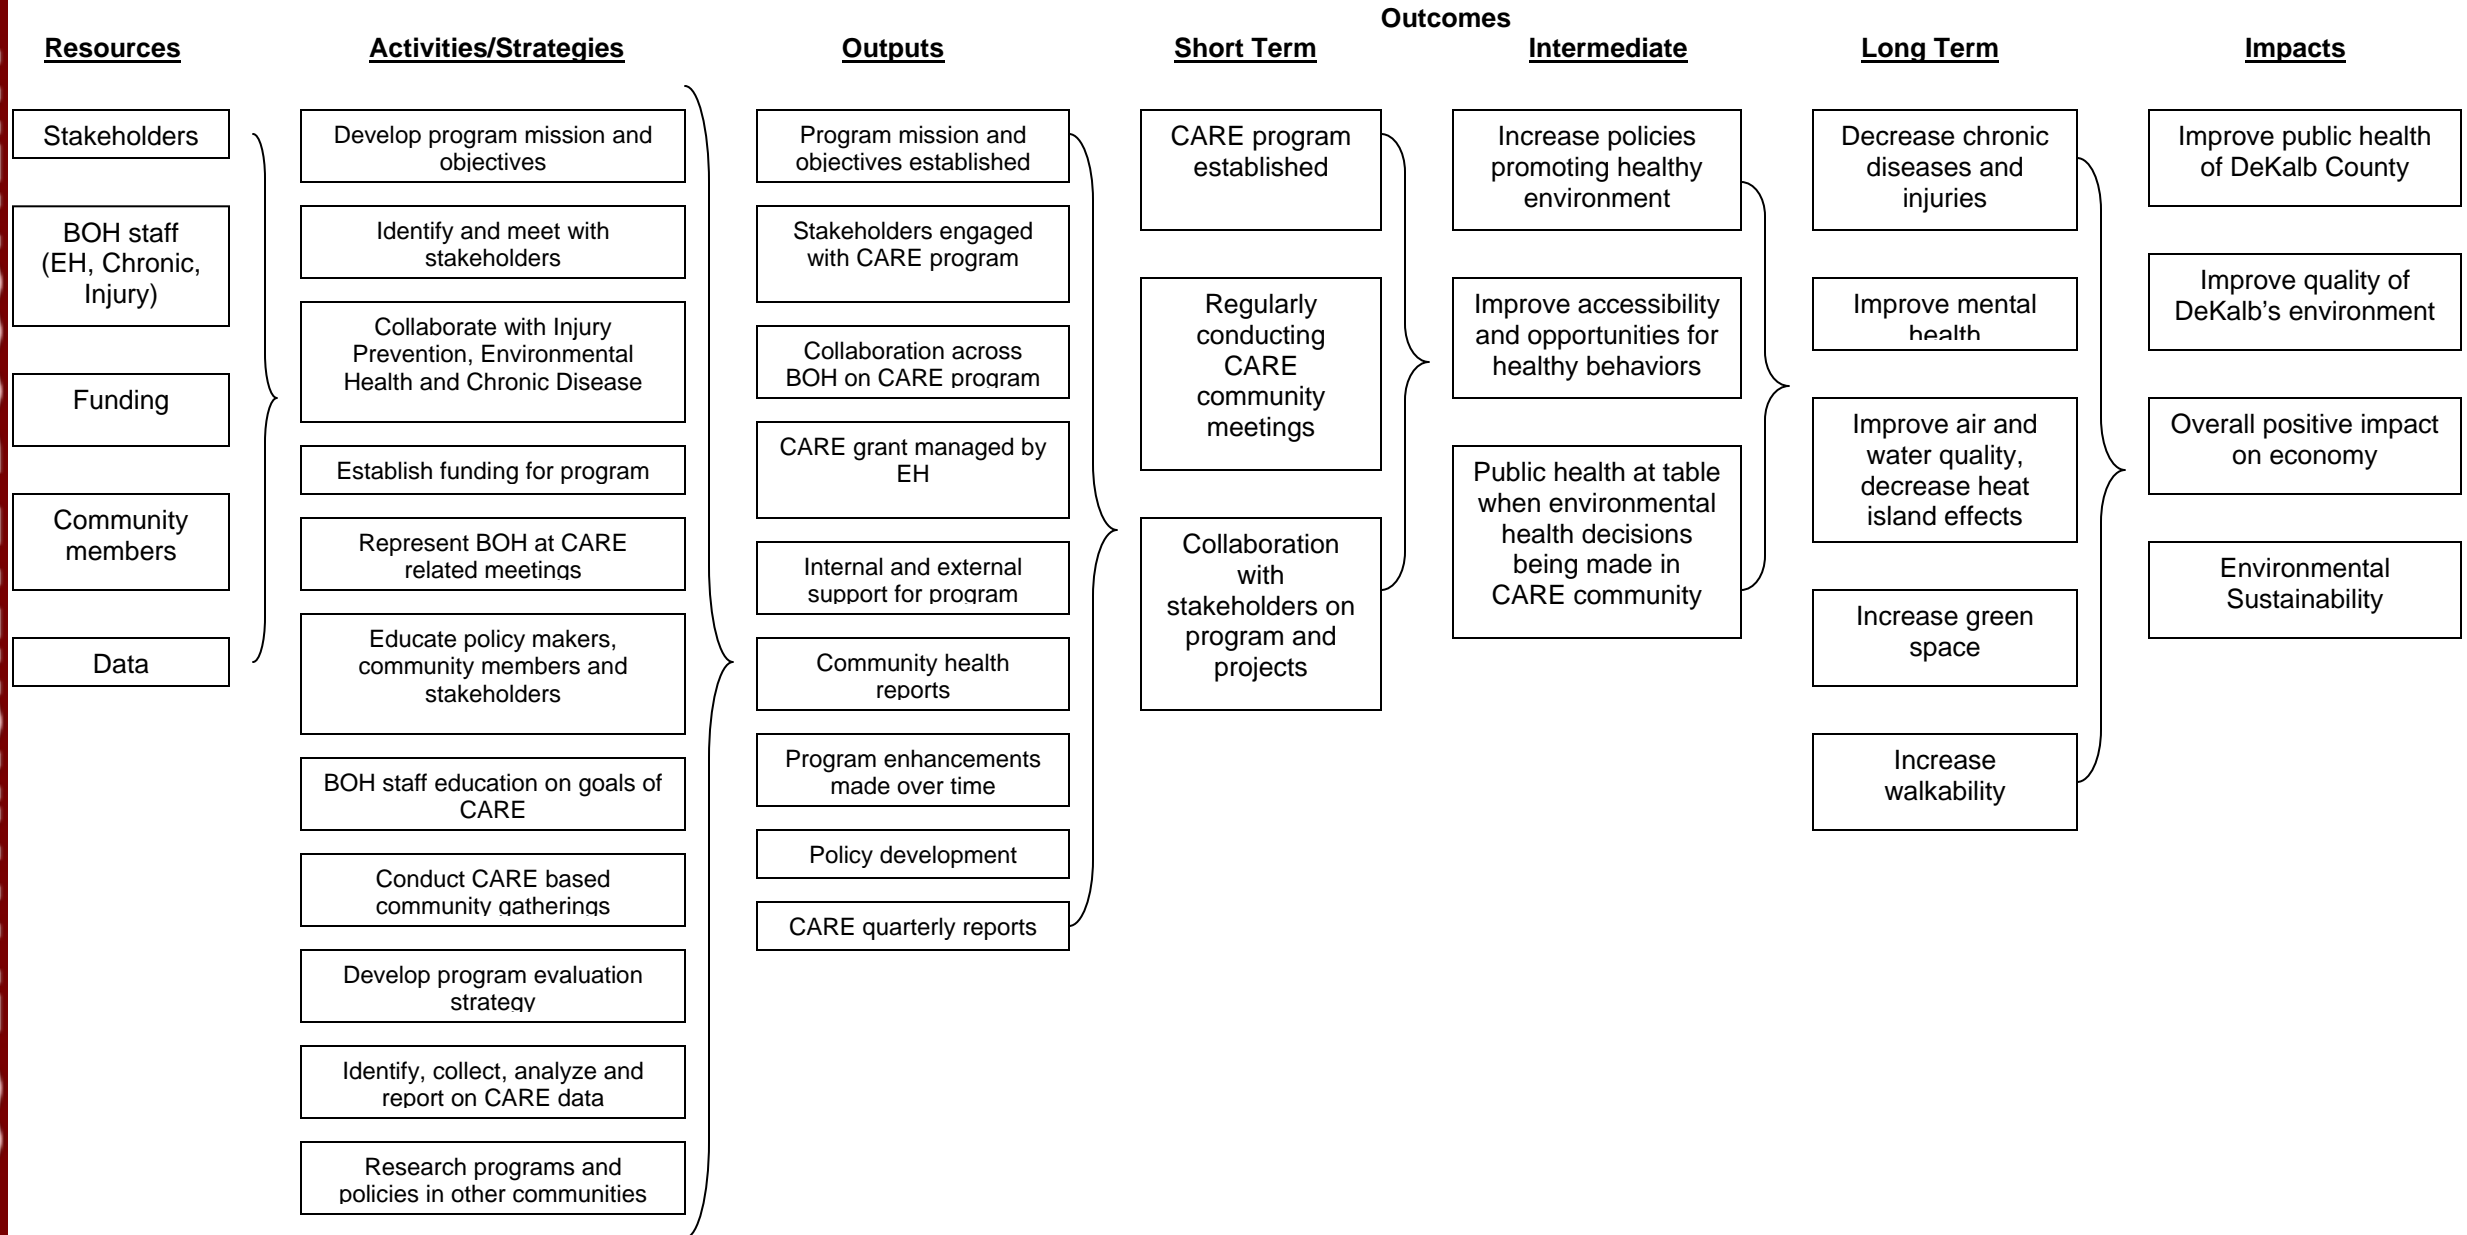 Outcomes
Resources
Activities/Strategies
Outputs
Short Term
Intermediate
Long Term
Impacts
Stakeholders
BOH staff
(EH, Chronic,
Injury)
Funding
Community
members
Data
Develop program mission and
objectives
Identify and meet with
stakeholders
Collaborate with Injury
Prevention, Environmental
Health and Chronic Disease
Establish funding for program
Represent BOH at CARE
related meetings
Educate policy makers,
community members and
stakeholders
BOH staff education on goals of
CARE
Conduct CARE based
community gatherings
Develop program evaluation
strategy
Identify, collect, analyze and
report on CARE data
Research programs and
policies in other communities
Program mission and
objectives established
Stakeholders engaged
with CARE program
Collaboration across
BOH on CARE program
CARE grant managed by
EH
Internal and external
support for program
Community health
reports
Program enhancements
made over time
Policy development
CARE quarterly reports
CARE program
established
Regularly
conducting
CARE
community
meetings
Collaboration
with
stakeholders on
program and
projects
Increase policies
promoting healthy
environment
Improve accessibility
and opportunities for
healthy behaviors
Public health at table
when environmental
health decisions
being made in
CARE community
Decrease chronic
diseases and
injuries
Improve mental
health
Improve air and
water quality,
decrease heat
island effects
Increase green
space
Increase
walkability
Improve public health
of DeKalb County
Improve quality of
DeKalb's environment
Overall positive impact
on economy
Environmental
Sustainability